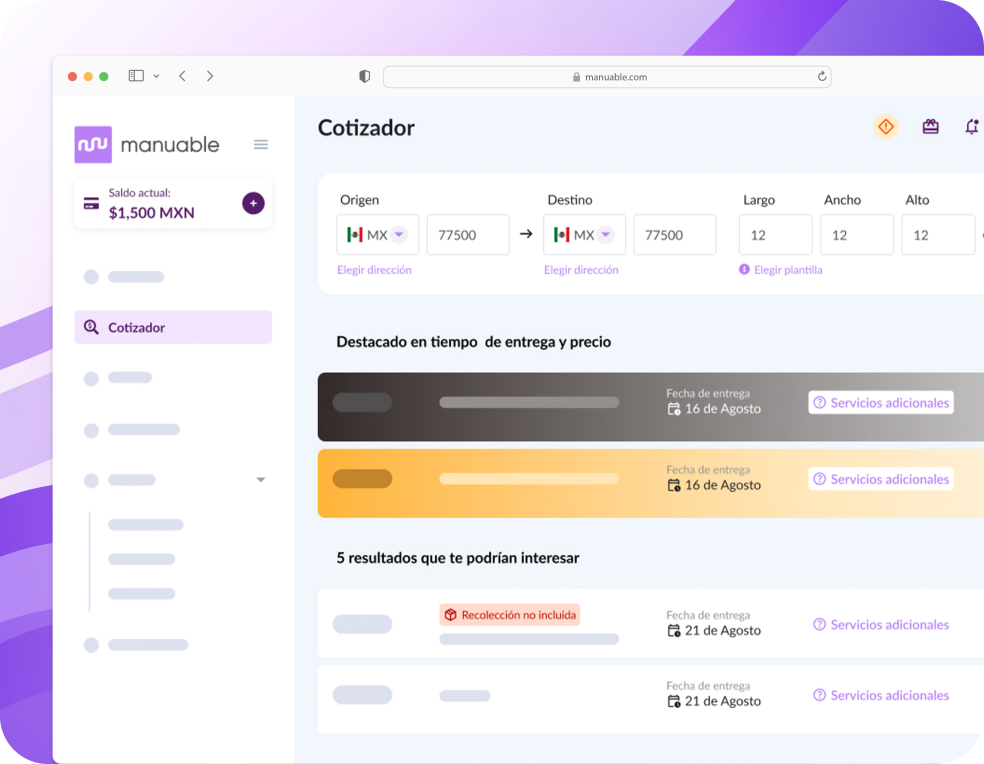 manuable.com
manuable
Saldo actual:
$1,500 MXN
Cotizador
Cotizador
Origen
Destino
Largo
Ancho
Alto
MX
77500
MX
77500
12
12
12
Elegir dirección
Elegir dirección
Elegir plantilla
Destacado en tiempo de entrega y precio
Fecha de entrega
16 de Agosto
Servicios adicionales
Fecha de entrega
16 de Agosto
Servicios adicionales
5 resultados que te podrían interesar
Recolección no incluida
Fecha de entrega
21 de Agosto
Servicios adicionales
Fecha de entrega
21 de Agosto
Servicios adicionales